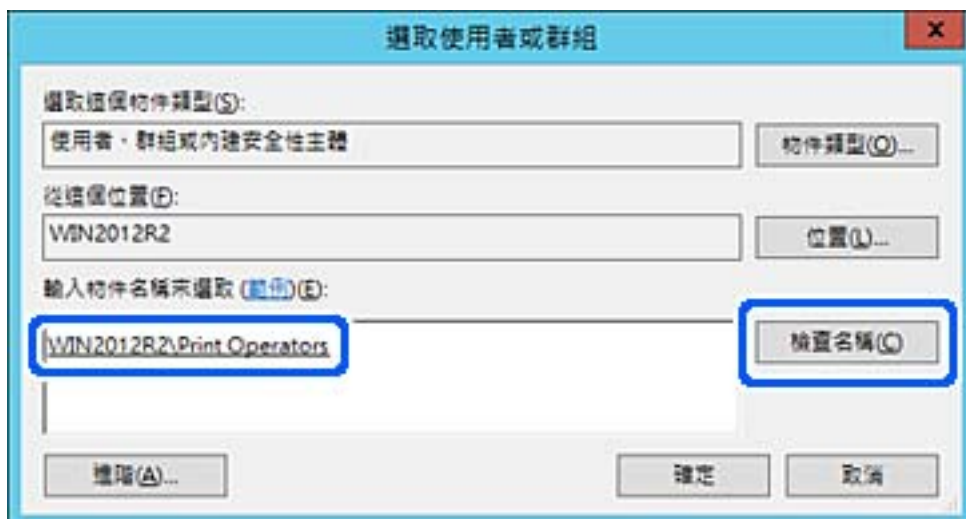 選取使用者或群組
x
選取這個物件類型(S):
使用者、群組或內建安全性主體
物件類型(O)...
從這個位置(F):
WIN2012R2
位置(L)...
輸入物件名稱來選取 (範例)(E):
WIN2012R2\Print Operators
檢查名稱(C)
進階(A)...
確定
取消